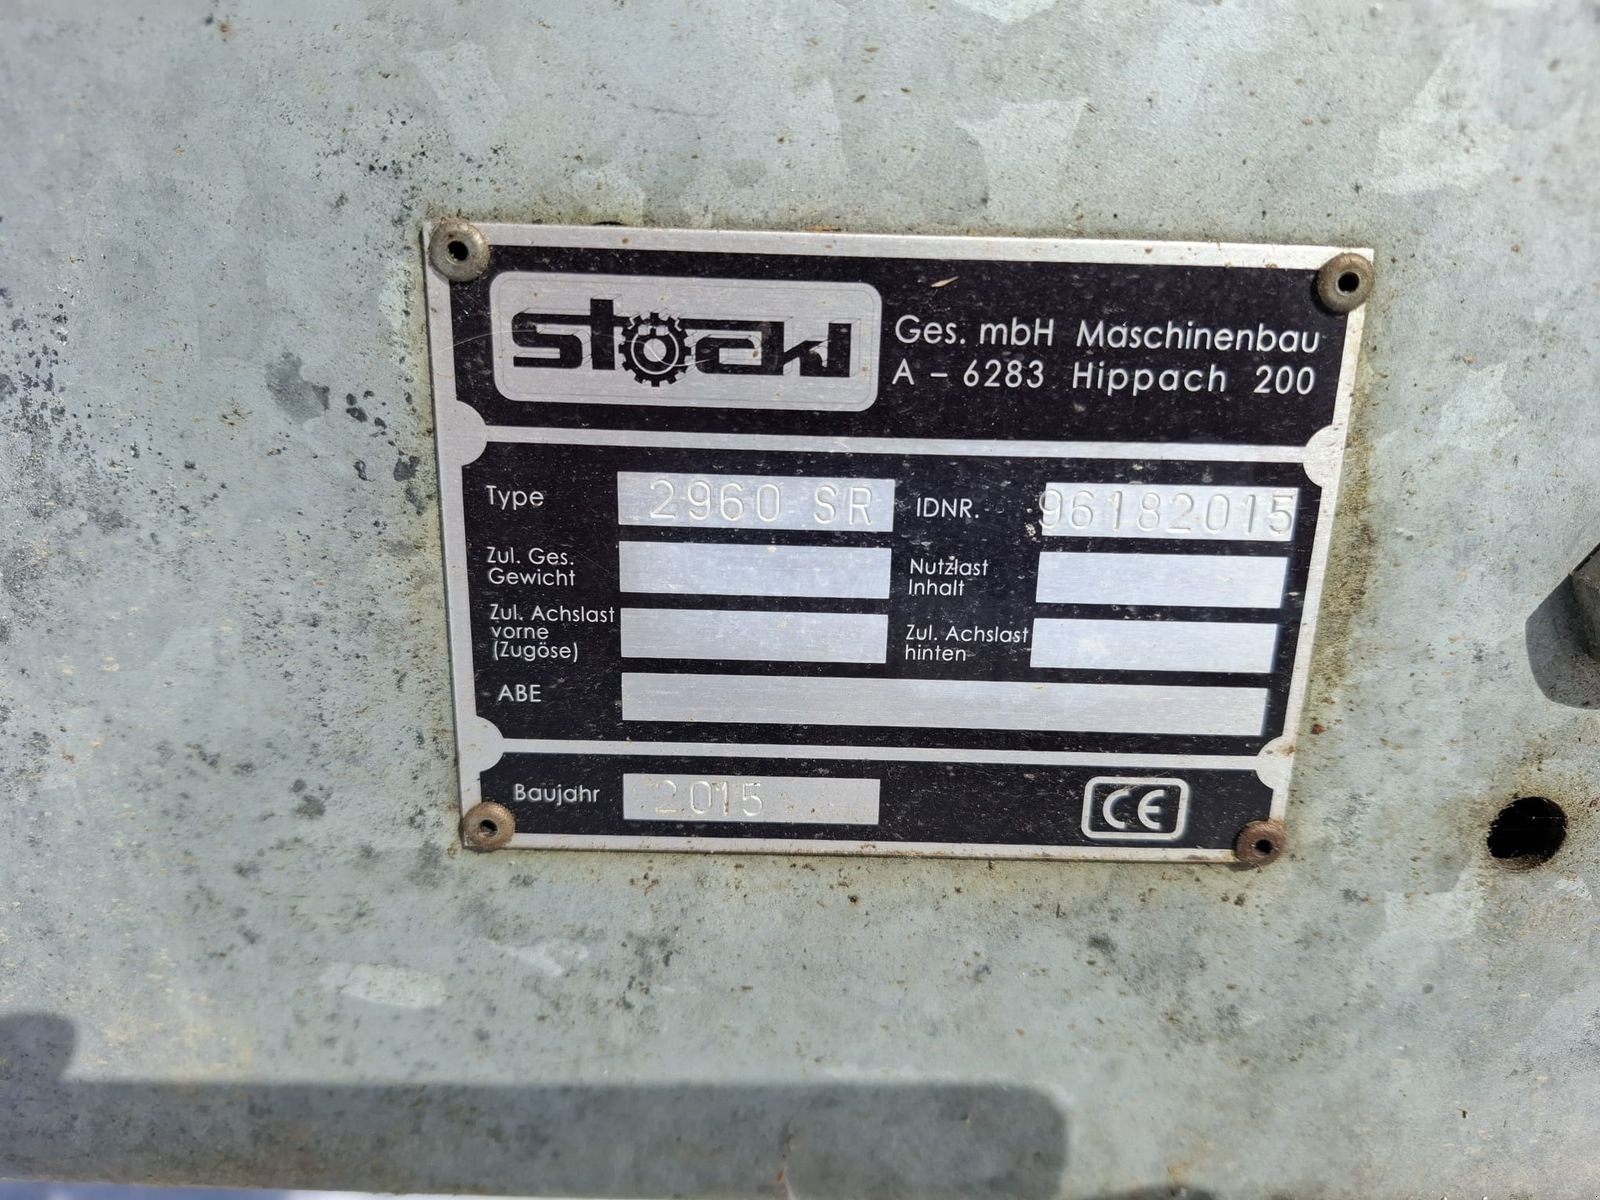 stöckl
Ges. mbH Maschinenbau
A - 6283 Hippach 200
Type 2960 SR IDNR. 96182015
Zul. Ges.
Gewicht
Nutzlast
Inhalt
Zul. Achslast
vorne
(Zugöse)
Zul. Achslast
hinten
ABE
Baujahr 2015 CE